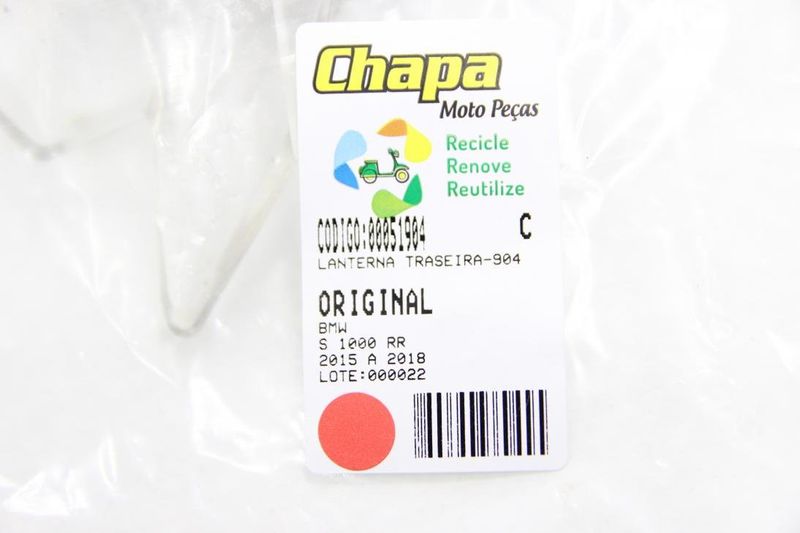 Chapa
Moto Peças
Recicle
Renove
Reutilize
CODIGO:00051904 C
LANTERNA TRASEIRA-904
ORIGINAL
BMW
S 1000 RR
2015 A 2018
LOTE:000022